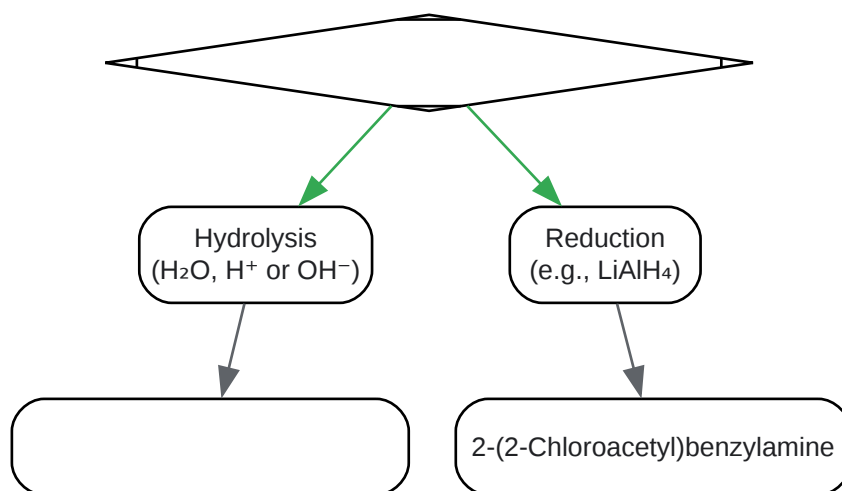 Hydrolysis
(H₂O, H⁺ or OH⁻)
Reduction
(e.g., LiAlH₄)
2-(2-Chloroacetyl)benzylamine